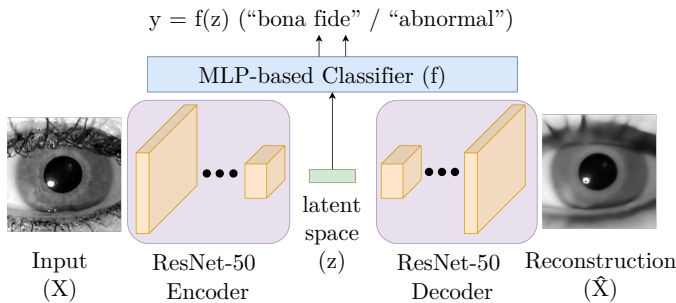 y = f(z) (“bona fide” / “abnormal”)
MLP-based Classifier (f)
latent
space
(z)
Input
(X)
ResNet-50
Encoder
ResNet-50
Decoder
Reconstruction
(X̂)